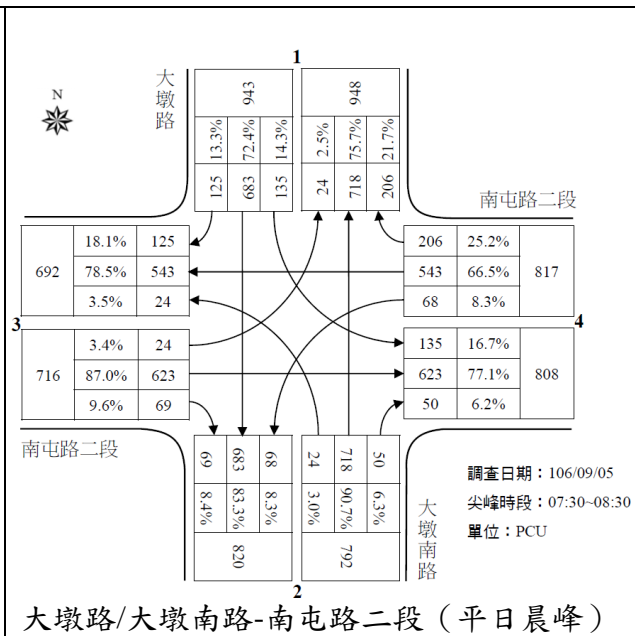 1
N
大墩路
943
948
13.3% 72.4% 14.3%
2.5% 75.7% 21.7%
125 683 135
24 718 206
南屯路二段
692 18.1% 125
78.5% 543
3.5% 24
206 25.2% 817
543 66.5%
68 8.3%
3
4
716 3.4% 24
87.0% 623
9.6% 69
135 16.7% 808
623 77.1%
50 6.2%
南屯路二段
69 683 68
24 718 50
8.4% 83.3% 8.3%
3.0% 90.7% 6.3%
820
792
大墩南路
調查日期：106/09/05
尖峰時段：07:30~08:30
單位：PCU
2
大墩路/大墩南路-南屯路二段（平日晨峰）